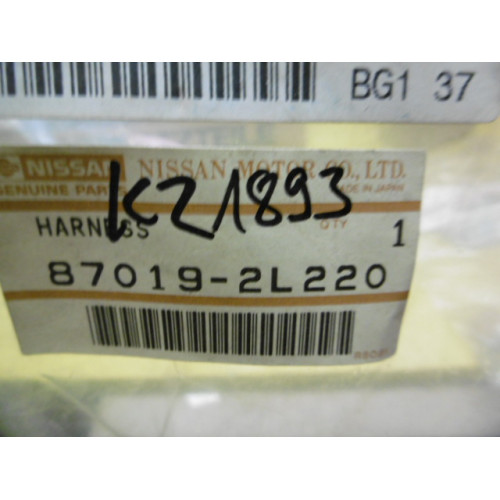 BG1 37
NISSAN NISSAN MOTOR CO., LTD.
GENUINE PARTS MADE IN JAPAN
KZ1893
HARNESS QTY 1
87019-2L220